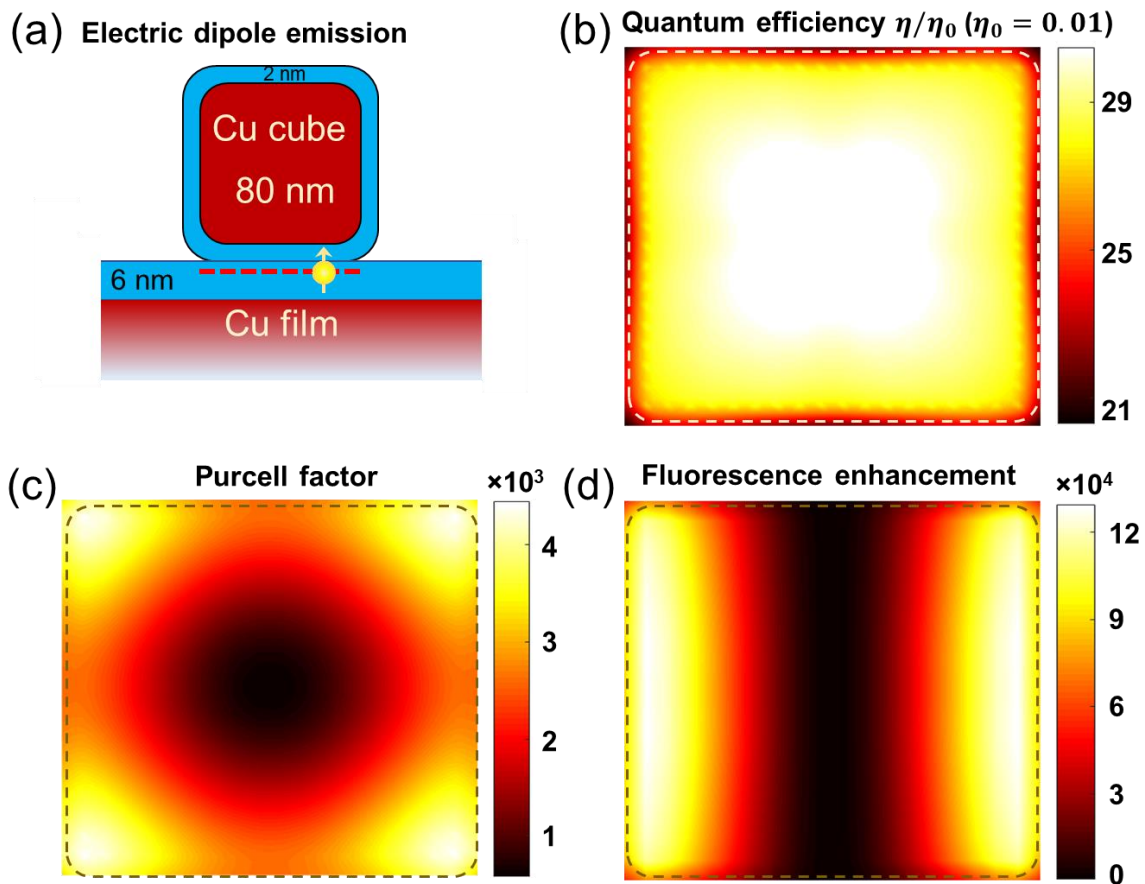 (a) Electric dipole emission
2 nm
Cu cube
80 nm
6 nm
Cu film
(b) Quantum efficiency η/η₀ (η₀ = 0.01)
29
25
21
(c) Purcell factor
×10³
4
3
2
1
(d) Fluorescence enhancement
×10⁴
12
9
6
3
0